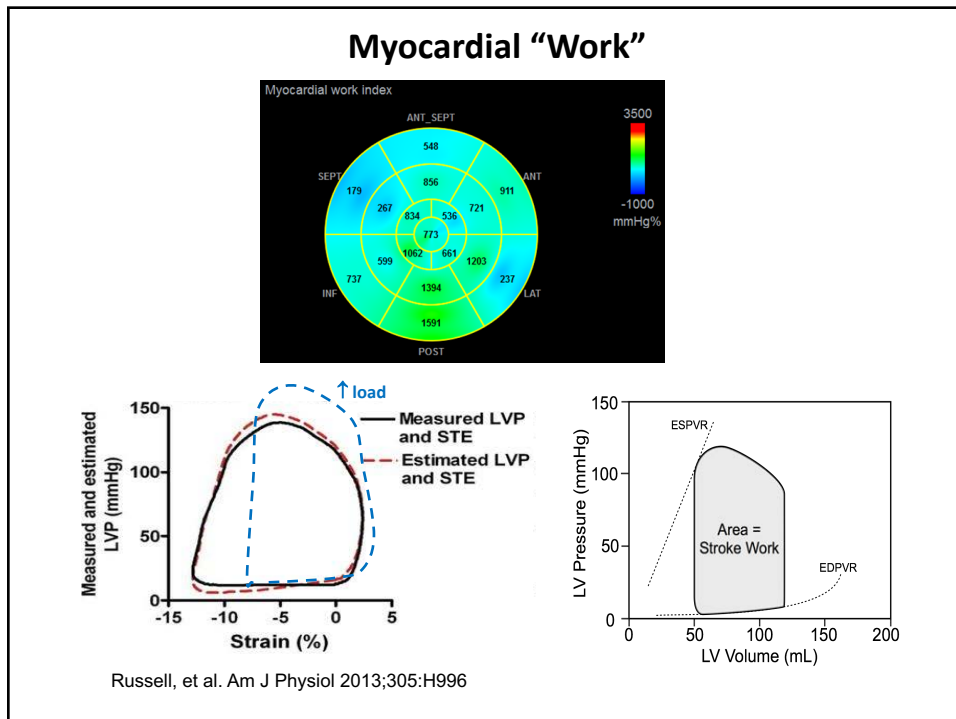 Myocardial “Work”
Myocardial work index
ANT_SEPT
3500
548
SEPT
ANT
856
179
911
267
721
-1000
834
536
mmHg%
773
1062
661
599
1203
737
237
1394
INF
LAT
1591
POST
↑ load
150
100
50
0
Measured and estimated
LVP (mmHg)
Measured LVP
and STE
Estimated LVP
and STE
-15
-10
-5
0
5
Strain (%)
150
100
50
0
LV Pressure (mmHg)
ESPVR
Area =
Stroke Work
EDPVR
0
50
100
150
200
LV Volume (mL)
Russell, et al. Am J Physiol 2013;305:H996